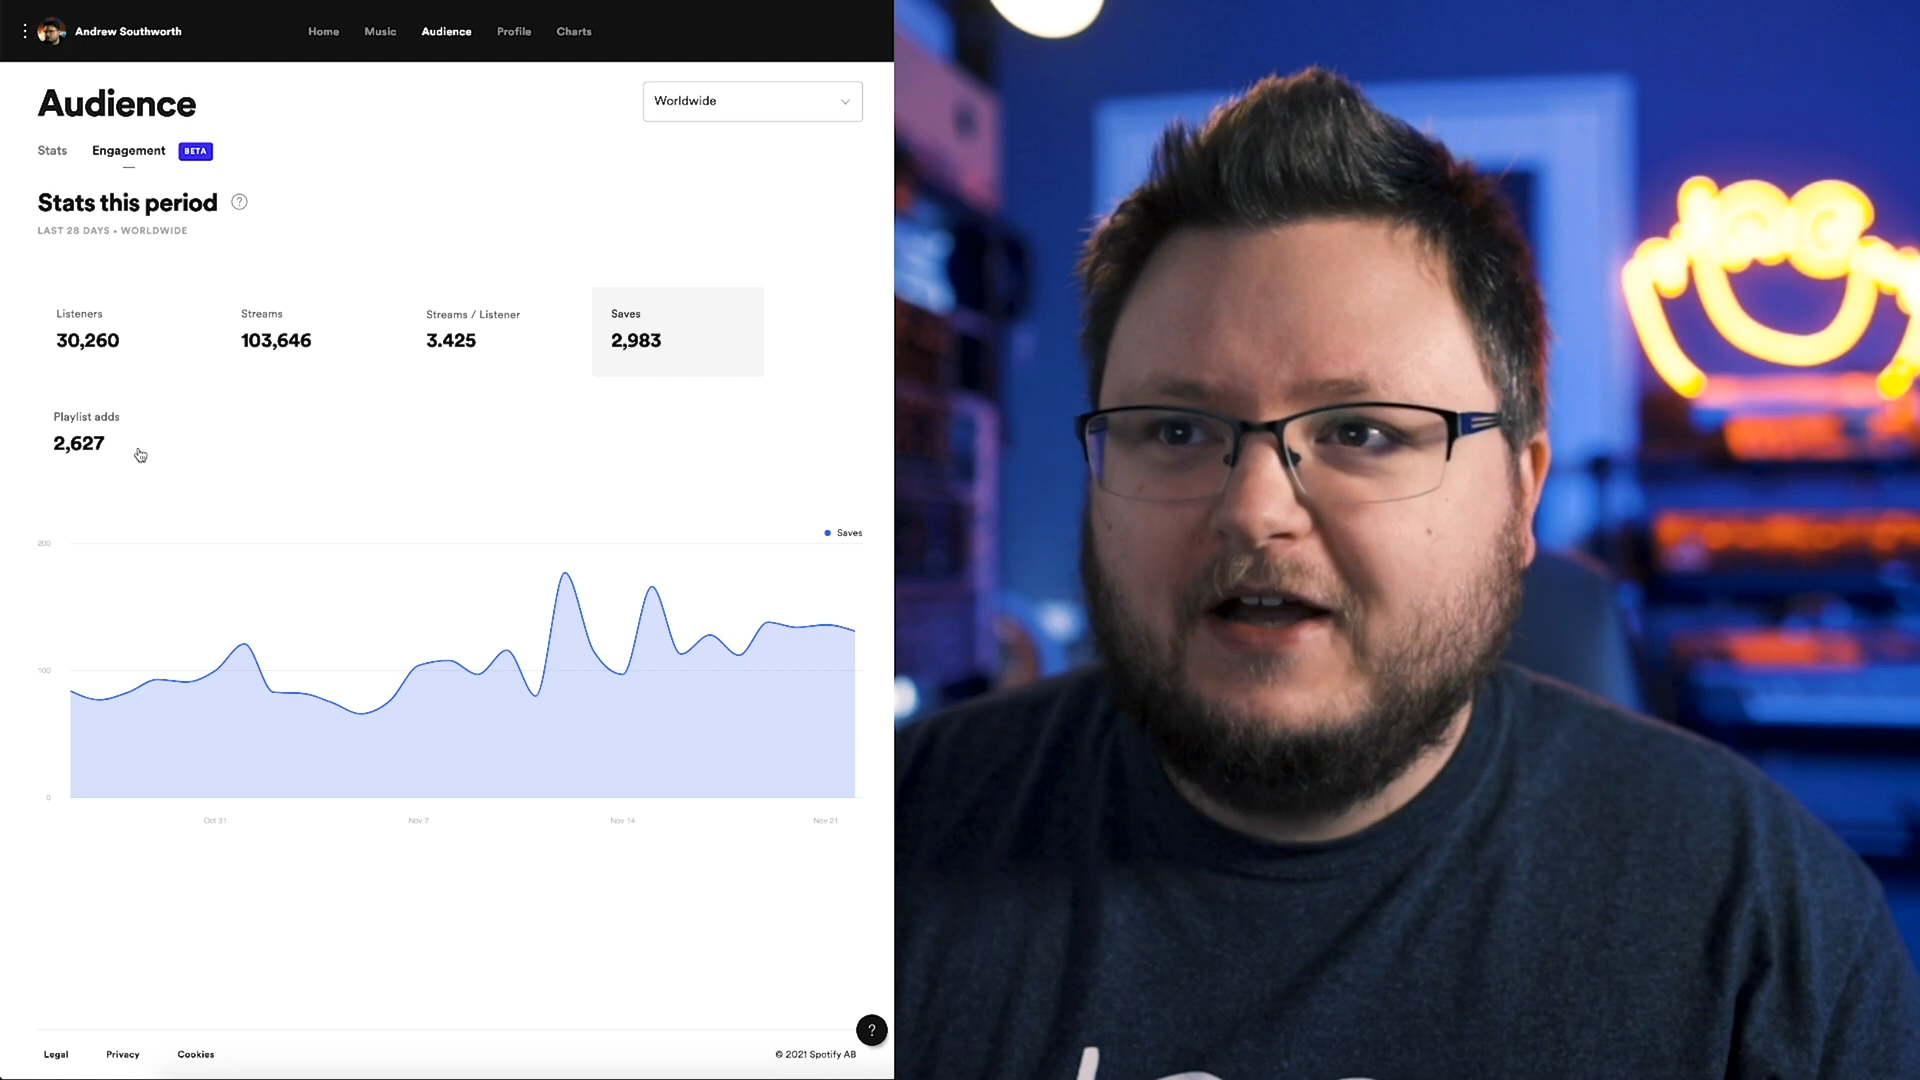 Andrew Southworth
Home Music Audience Profile Charts
Audience
Worldwide
Stats Engagement BETA
Stats this period ?
LAST 28 DAYS • WORLDWIDE
Listeners Streams Streams / Listener Saves
30,260 103,646 3.425 2,983
Playlist adds
2,627
Saves
200
100
0
Oct 31 Nov 7 Nov 14 Nov 21
?
Legal Privacy Cookies © 2021 Spotify AB